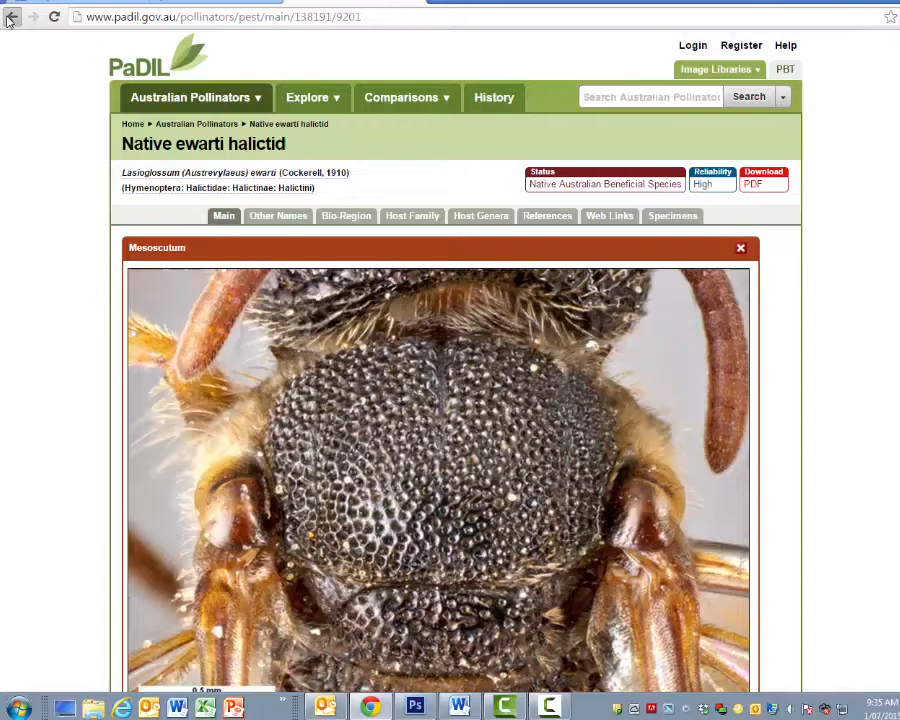 www.padil.gov.au/pollinators/pest/main/138191/9201
Login Register Help
PaDIL
Image Libraries ▾ PBT
Australian Pollinators ▾ Explore ▾ Comparisons ▾ History Search Australian Pollinator Search
Home ▸ Australian Pollinators ▸ Native ewarti halictid
Native ewarti halictid
Lasioglossum (Austrevylaeus) ewarti (Cockerell, 1910)
(Hymenoptera: Halictidae: Halictinae: Halictini)
Status Reliability Download
Native Australian Beneficial Species High PDF
Main Other Names Bio-Region Host Family Host Genera References Web Links Specimens
Mesoscutum
0.5 mm
9:35 AM